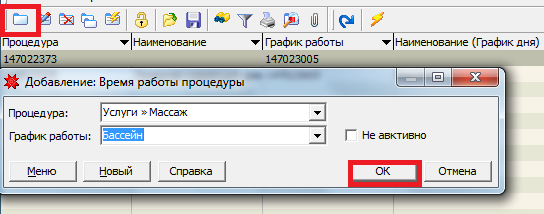 Процедура Наименование График работы Наименование (График дня)
147022373 147023005
Добавление: Время работы процедуры
Процедура: Услуги » Массаж
График работы: Бассейн Не авктивно
Меню Новый Справка OK Отмена